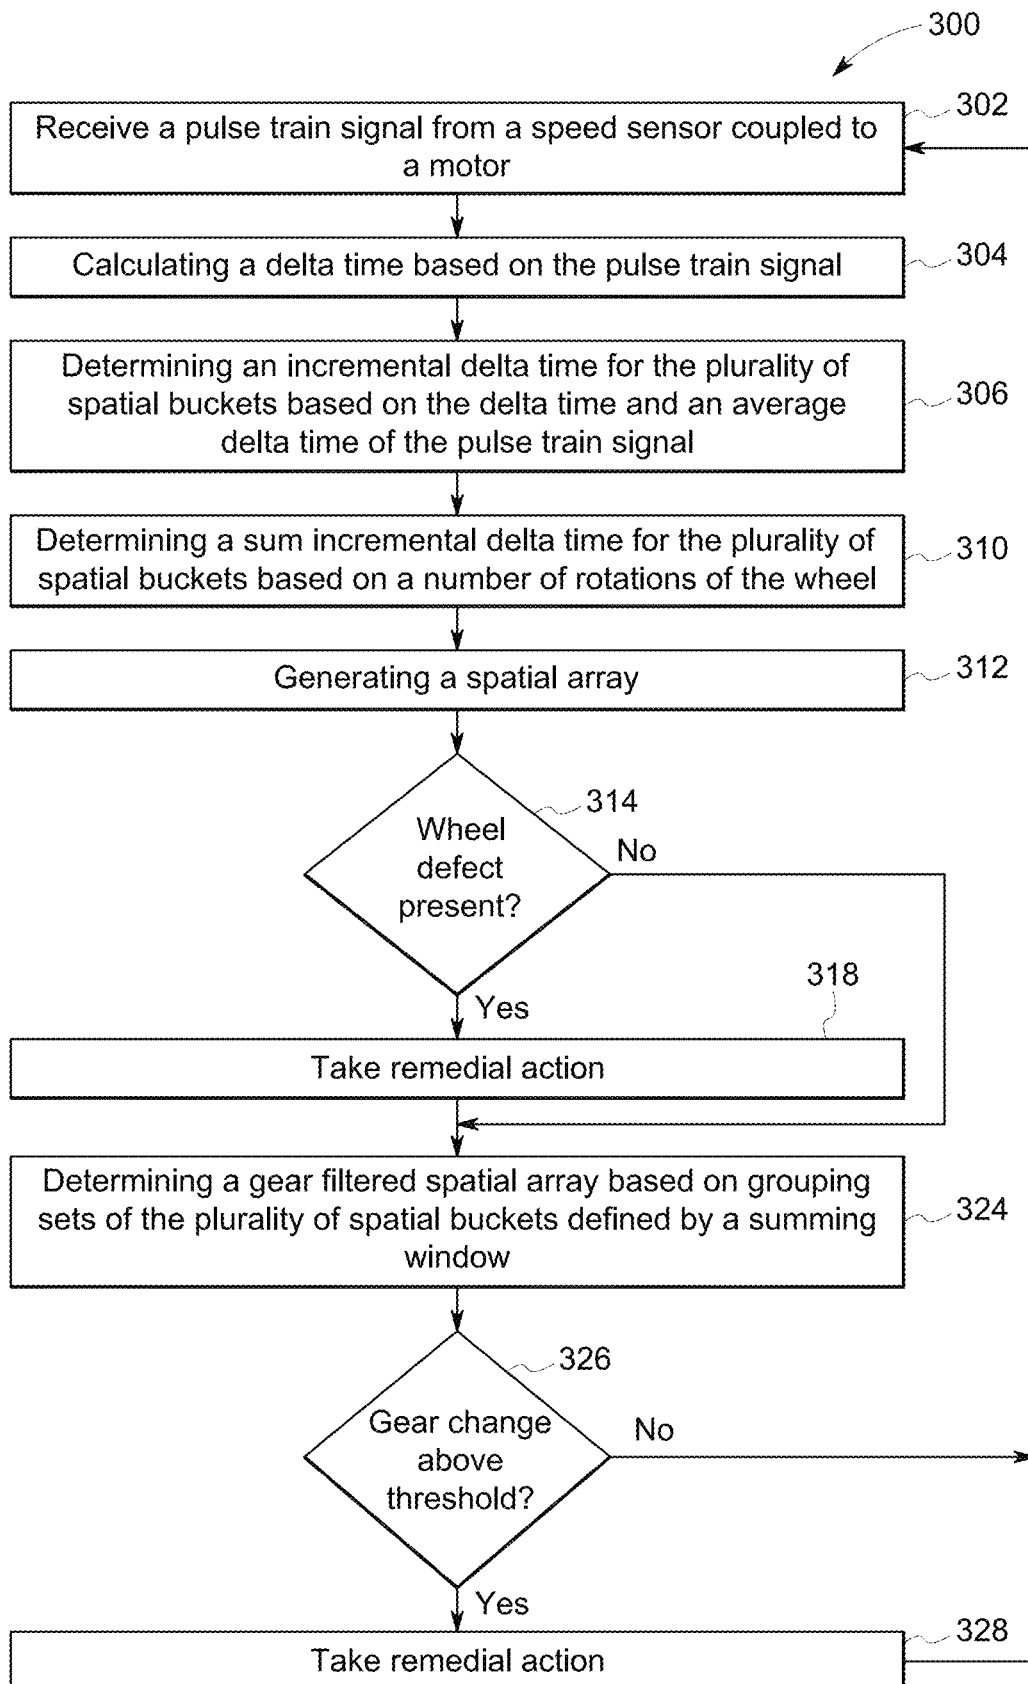 300
302
Receive a pulse train signal from a speed sensor coupled to
a motor
Calculating a delta time based on the pulse train signal
304
Determining an incremental delta time for the plurality of
spatial buckets based on the delta time and an average
delta time of the pulse train signal
306
Determining a sum incremental delta time for the plurality of
spatial buckets based on a number of rotations of the wheel
310
Generating a spatial array
312
314
Wheel
defect
present?
No
Yes
318
Take remedial action
Determining a gear filtered spatial array based on grouping
sets of the plurality of spatial buckets defined by a summing
window
324
326
Gear change
above
threshold?
No
Yes
328
Take remedial action